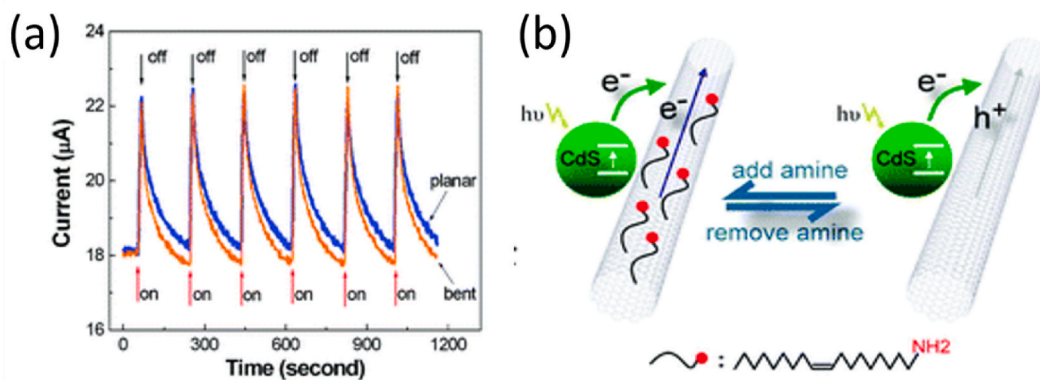 (a)
24
22
20
18
16
Current (μA)
off off off off off off
planar
bent
on on on on on on
0 300 600 900 1200
Time (second)
(b)
e-
e-
hυ
CdS
add amine
remove amine
e-
h+
hυ
CdS
:
NH2